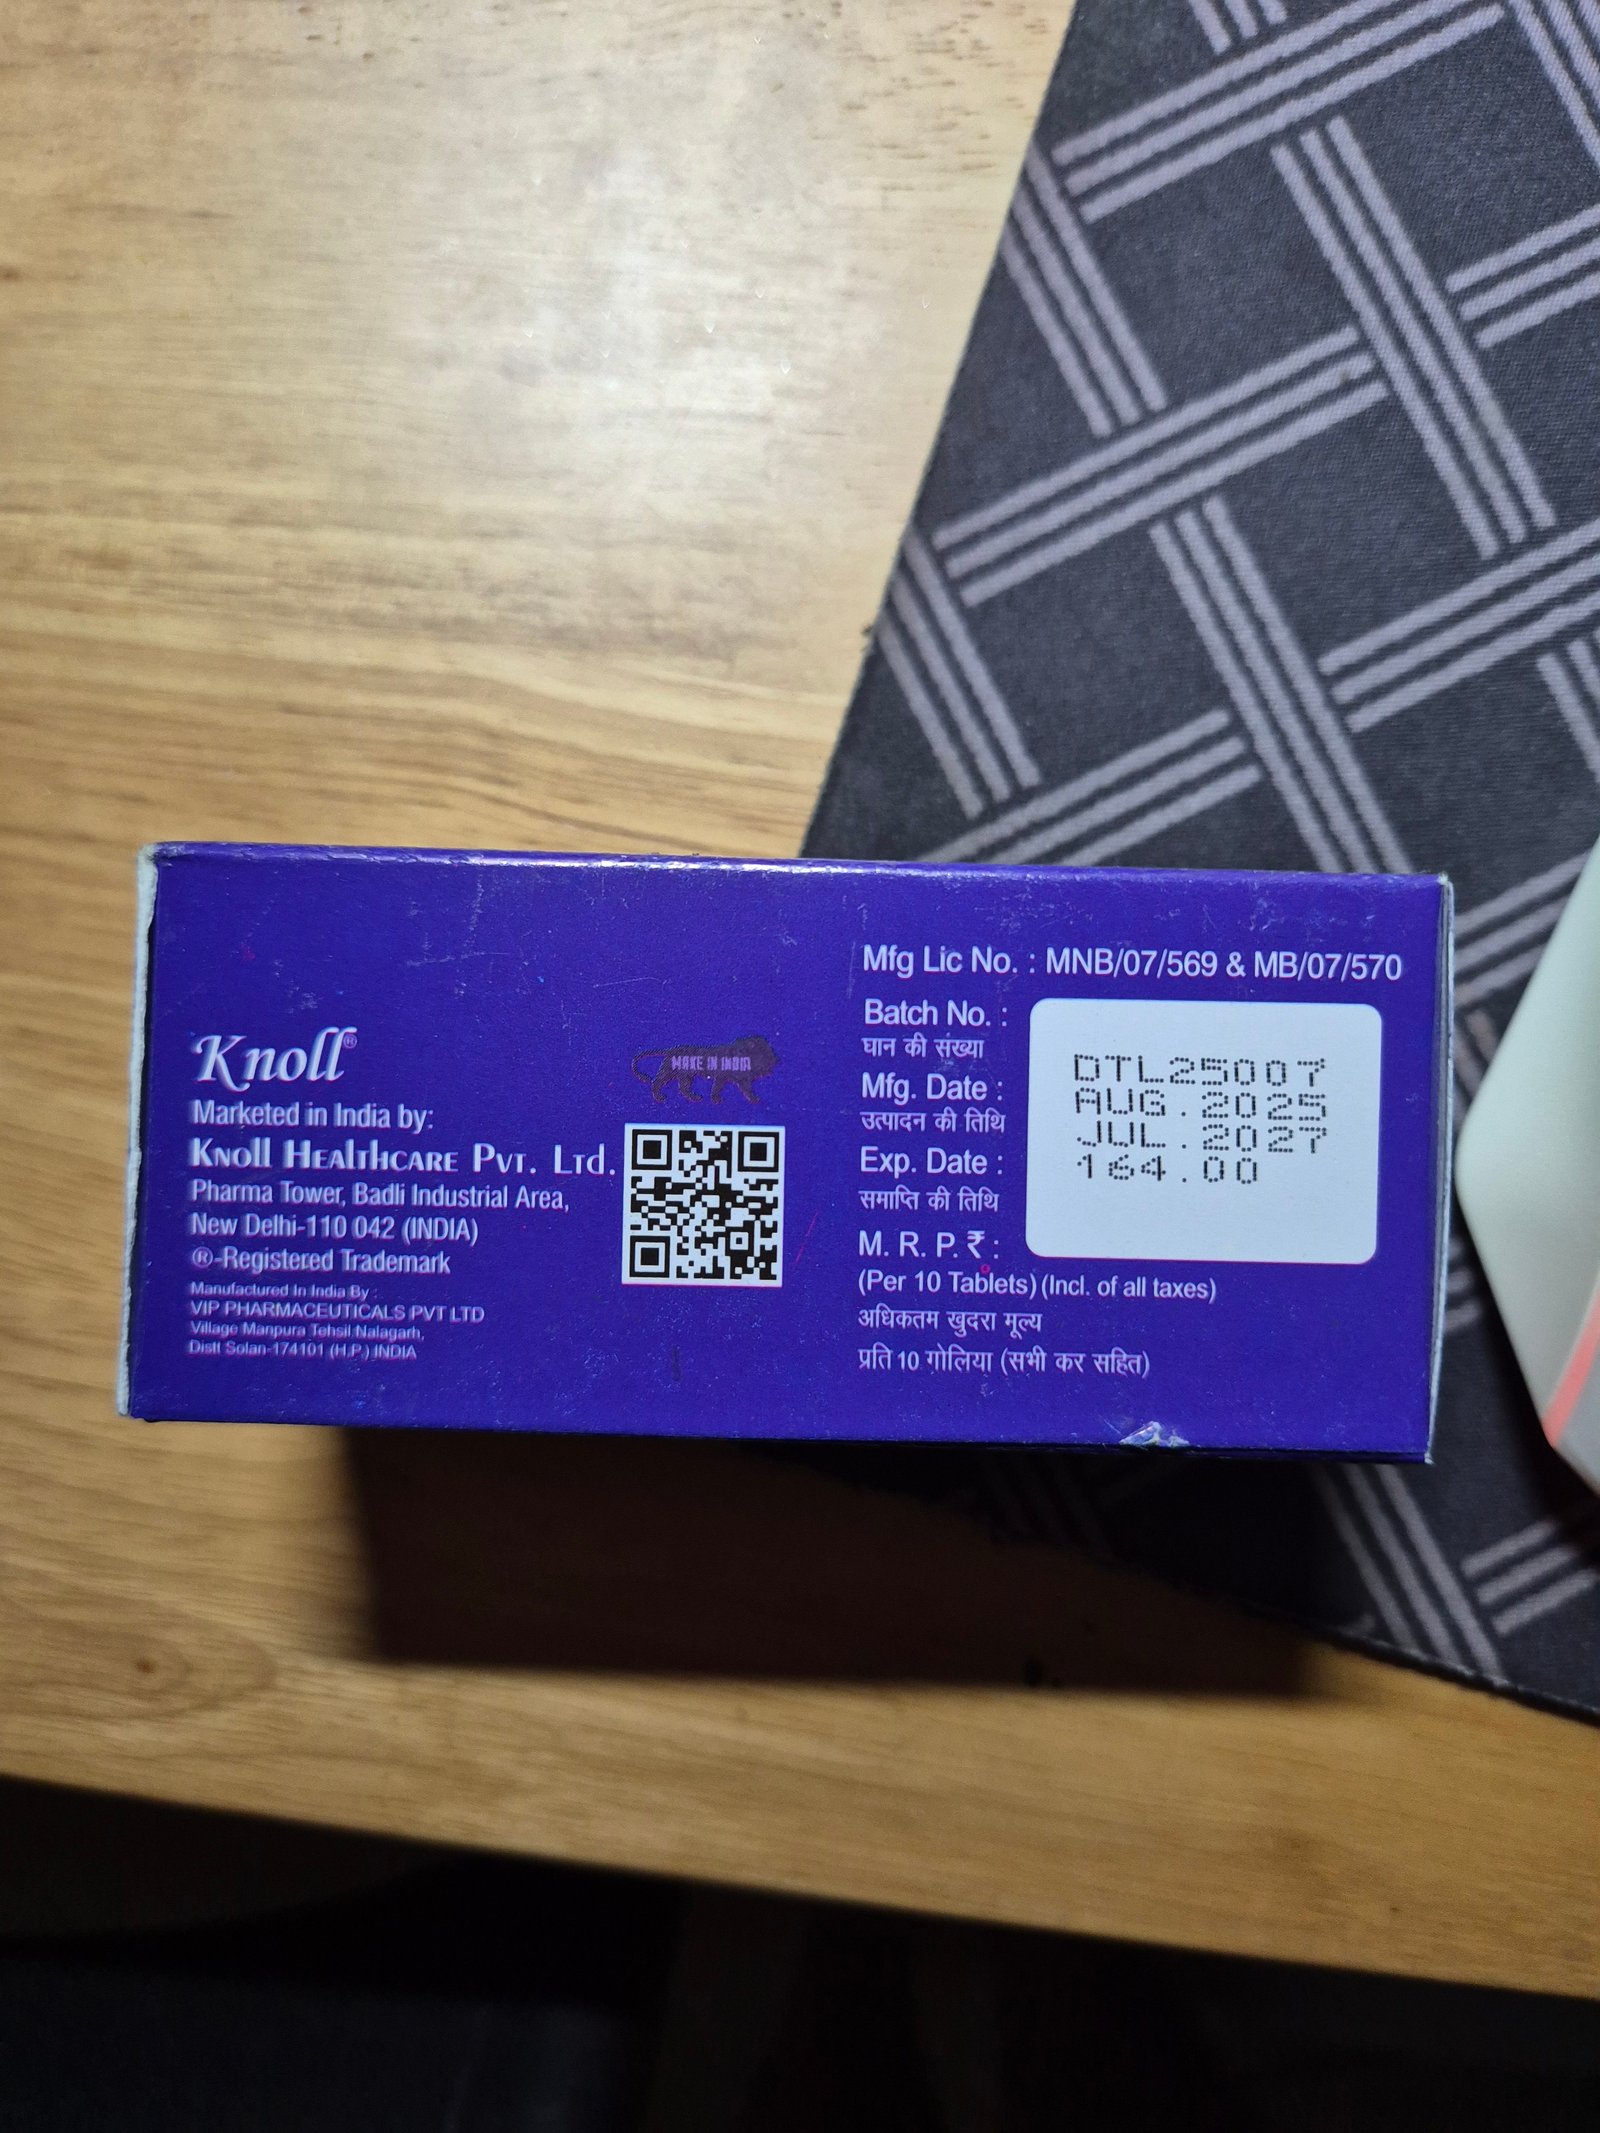 Knoll®
Marketed in India by:
Knoll Healthcare Pvt. Ltd.
Pharma Tower, Badli Industrial Area,
New Delhi-110 042 (INDIA)
®-Registered Trademark
Manufactured In India By :
VIP PHARMACEUTICALS PVT LTD
Village Manpura Tehsil Nalagarh,
Distt Solan-174101 (H.P.) INDIA
MAKE IN INDIA
Mfg Lic No. : MNB/07/569 & MB/07/570
Batch No. :
घान की संख्या
Mfg. Date :
उत्पादन की तिथि
Exp. Date :
समाप्ति की तिथि
M. R. P. ₹ :
(Per 10 Tablets) (Incl. of all taxes)
अधिकतम खुदरा मूल्य
प्रति 10 गोलिया (सभी कर सहित)
DTL25007
AUG.2025
JUL.2027
164.00